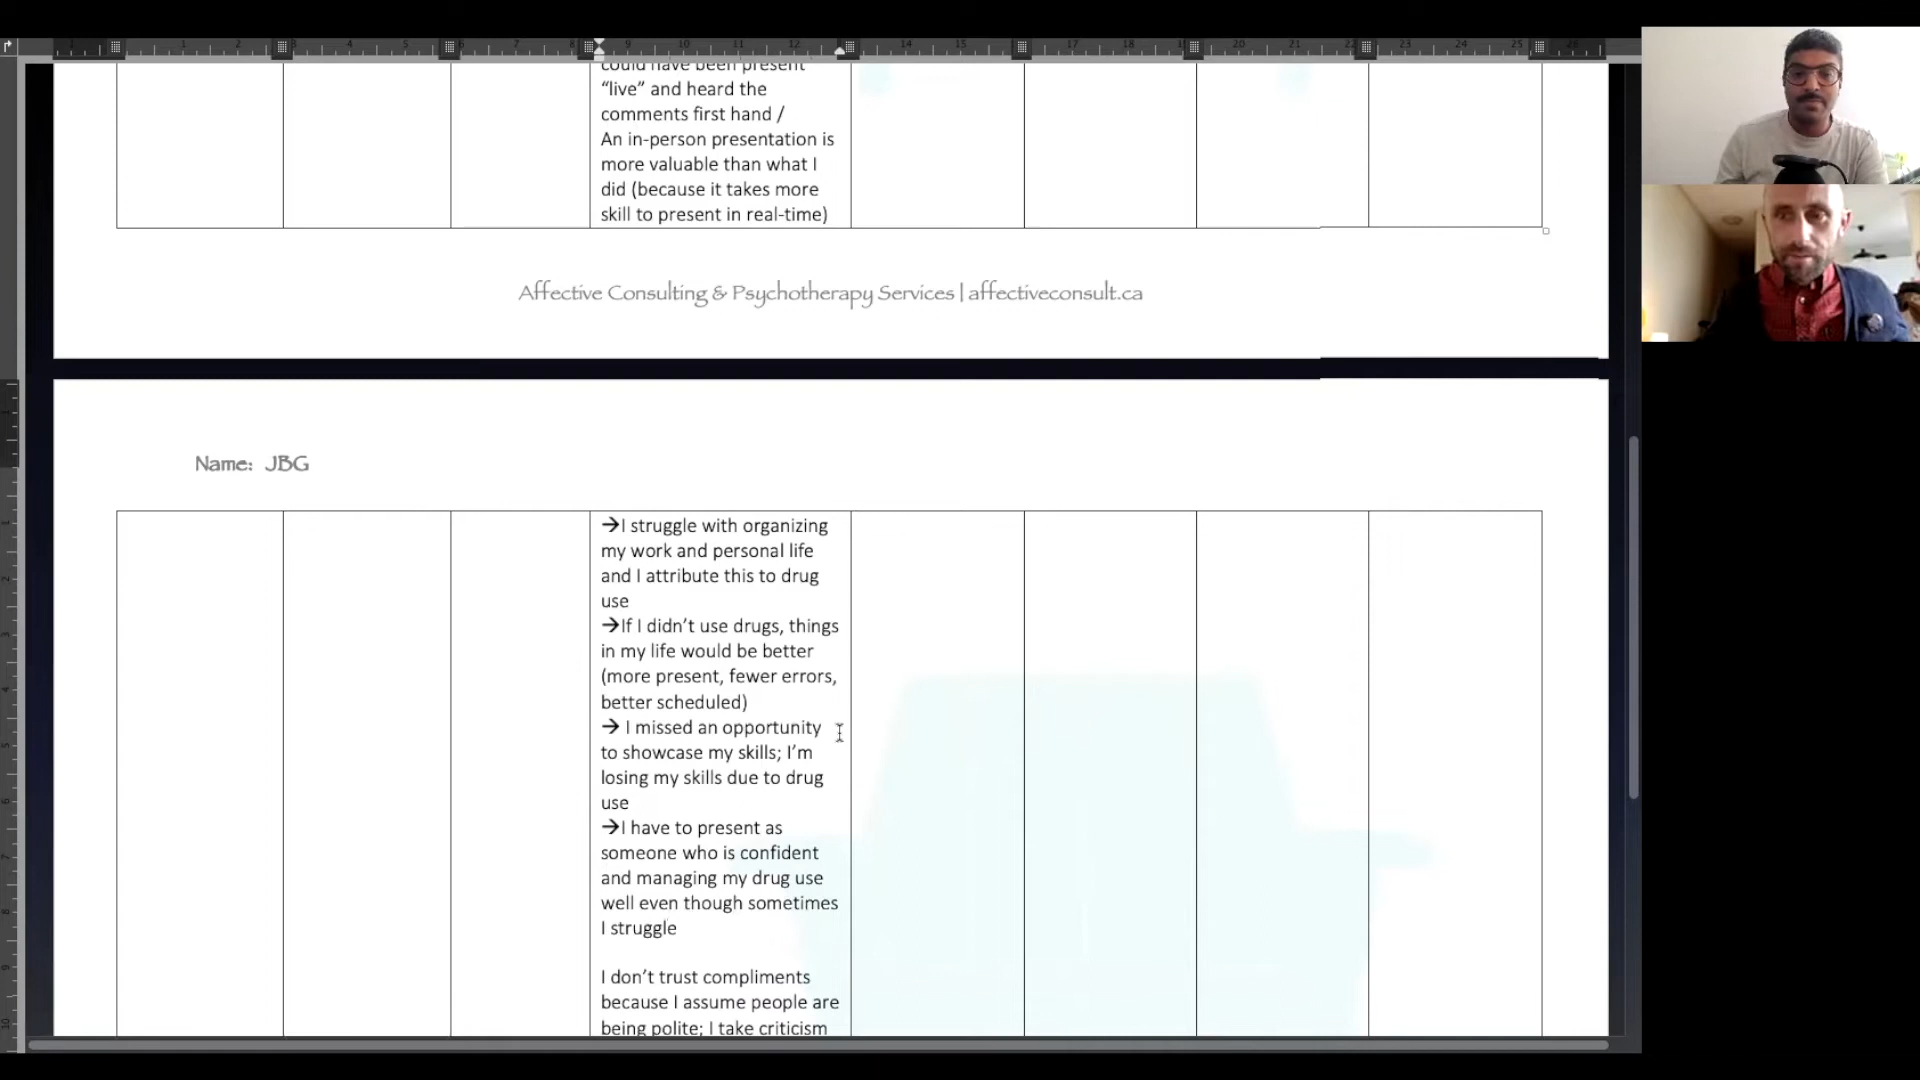 could have been present
“live” and heard the
comments first hand /
An in-person presentation is
more valuable than what I
did (because it takes more
skill to present in real-time)
Affective Consulting & Psychotherapy Services | affectiveconsult.ca
Name: JBG
→I struggle with organizing
my work and personal life
and I attribute this to drug
use
→If I didn’t use drugs, things
in my life would be better
(more present, fewer errors,
better scheduled)
→ I missed an opportunity
to showcase my skills; I’m
losing my skills due to drug
use
→I have to present as
someone who is confident
and managing my drug use
well even though sometimes
I struggle
I don’t trust compliments
because I assume people are
being polite; I take criticism